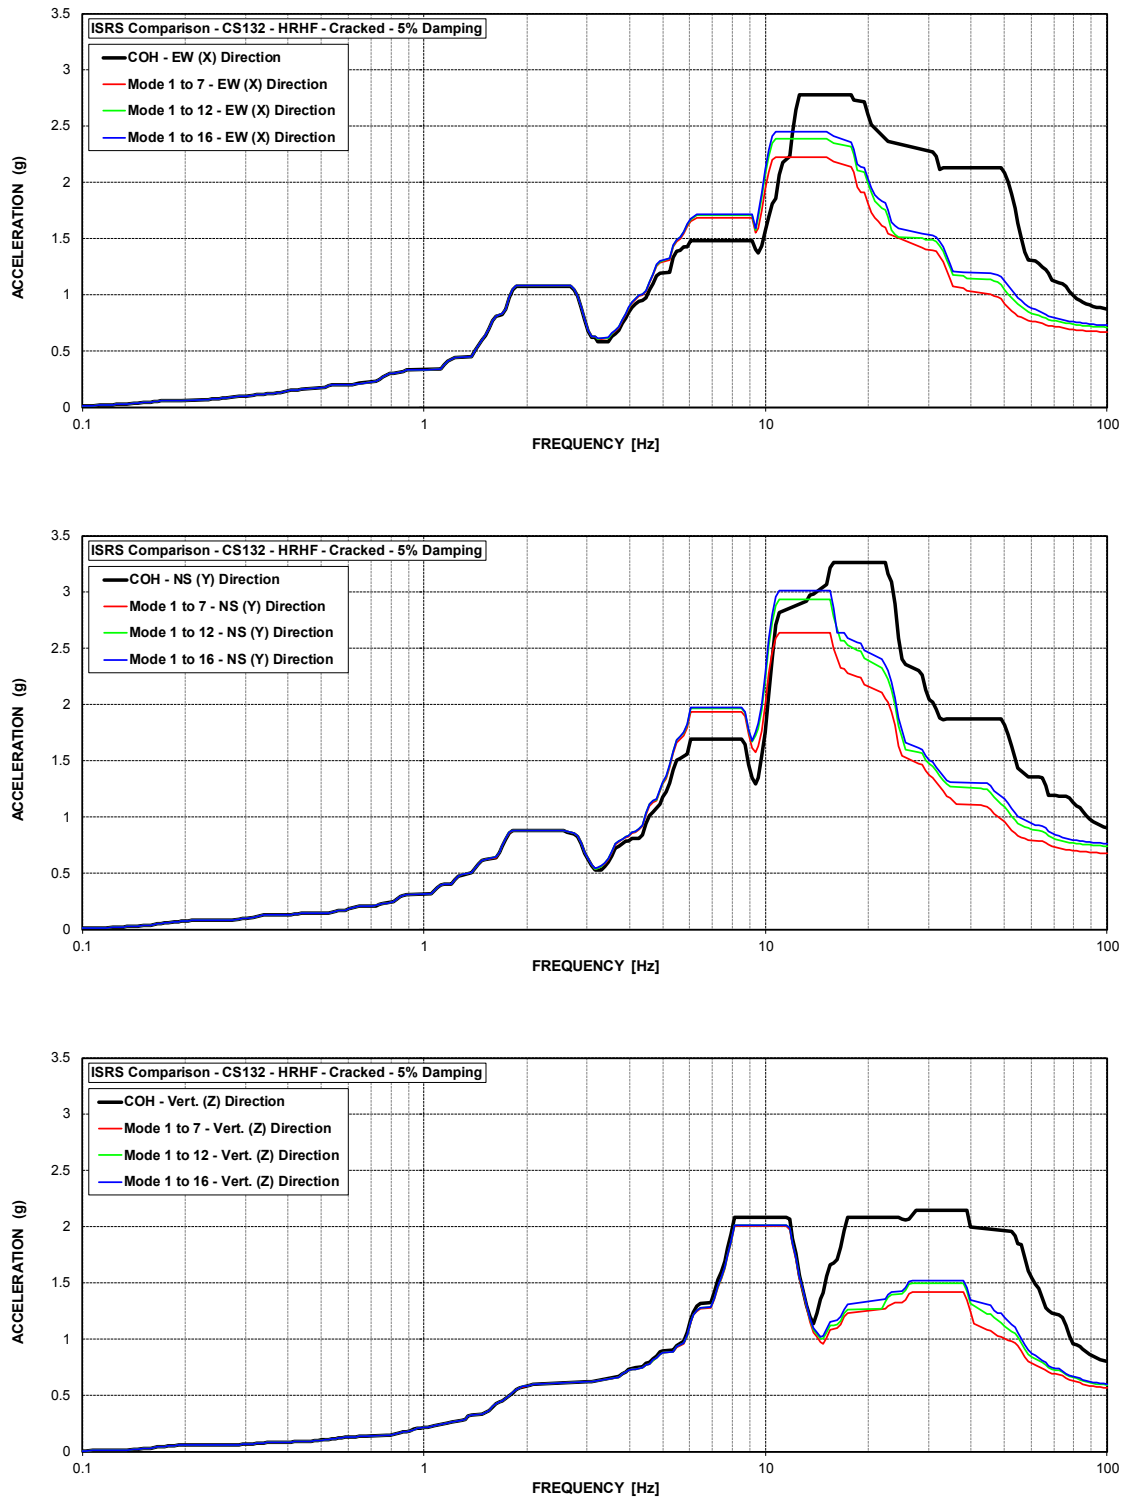 3.5
ISRS Comparison - CS132 - HRHF - Cracked - 5% Damping
COH - EW (X) Direction
Mode 1 to 7 - EW (X) Direction
Mode 1 to 12 - EW (X) Direction
Mode 1 to 16 - EW (X) Direction
3
2.5
2
1.5
1
0.5
0
ACCELERATION (g)
0.1
1
10
100
FREQUENCY [Hz]
3.5
ISRS Comparison - CS132 - HRHF - Cracked - 5% Damping
COH - NS (Y) Direction
Mode 1 to 7 - NS (Y) Direction
Mode 1 to 12 - NS (Y) Direction
Mode 1 to 16 - NS (Y) Direction
3
2.5
2
1.5
1
0.5
0
ACCELERATION (g)
0.1
1
10
100
FREQUENCY [Hz]
3.5
ISRS Comparison - CS132 - HRHF - Cracked - 5% Damping
COH - Vert. (Z) Direction
Mode 1 to 7 - Vert. (Z) Direction
Mode 1 to 12 - Vert. (Z) Direction
Mode 1 to 16 - Vert. (Z) Direction
3
2.5
2
1.5
1
0.5
0
ACCELERATION (g)
0.1
1
10
100
FREQUENCY [Hz]